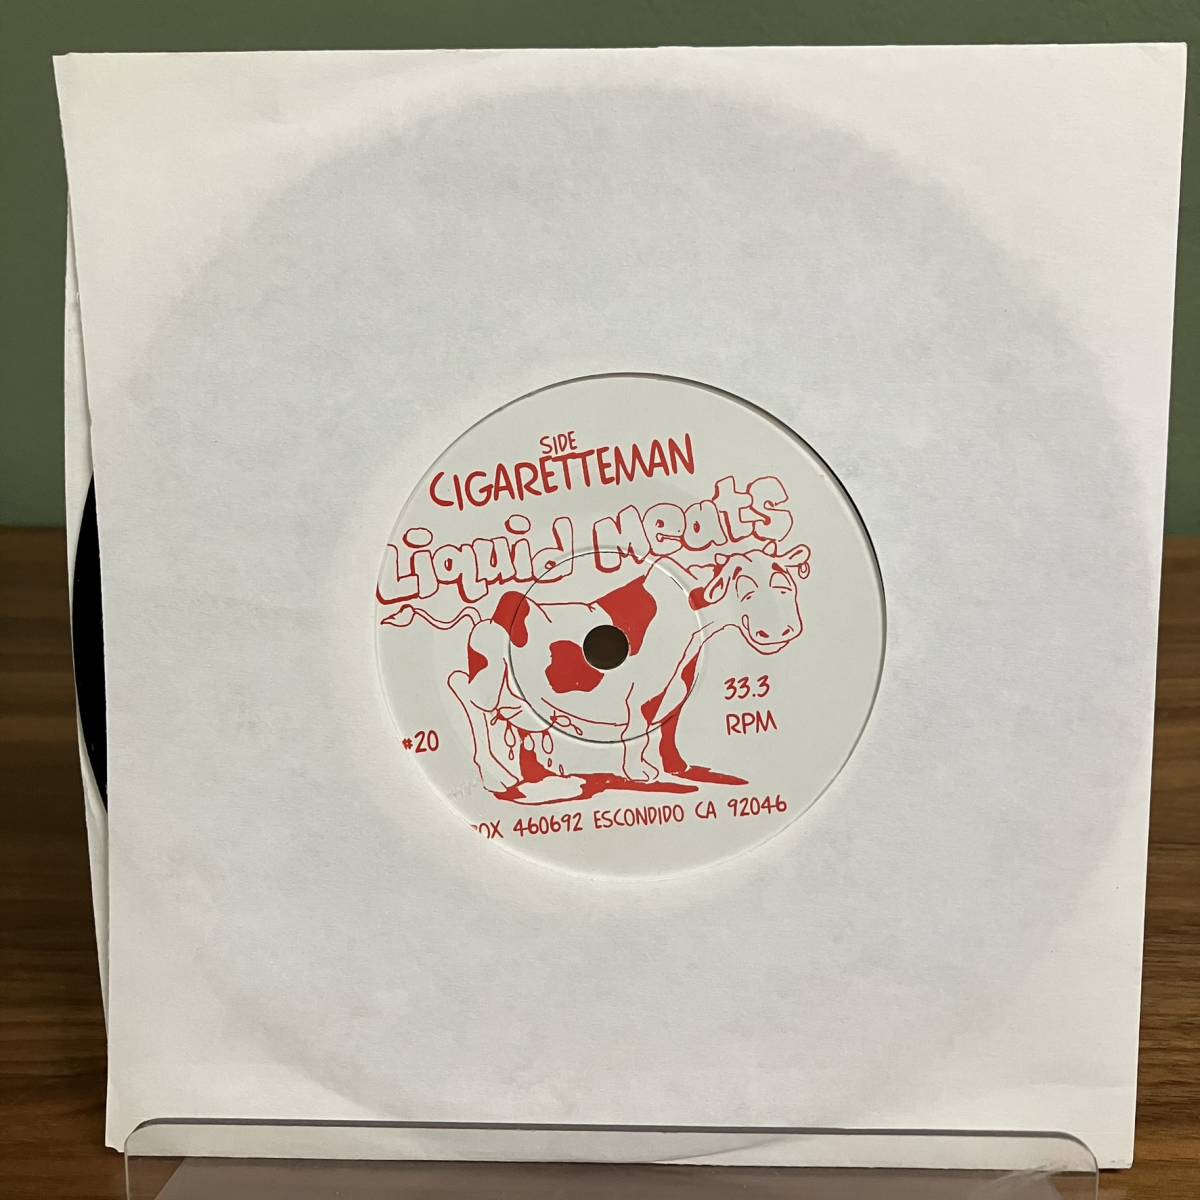 SIDE
CIGARETTEMAN
Liquid Meats
33.3
RPM
#20
460692 ESCONDIDO CA 92046